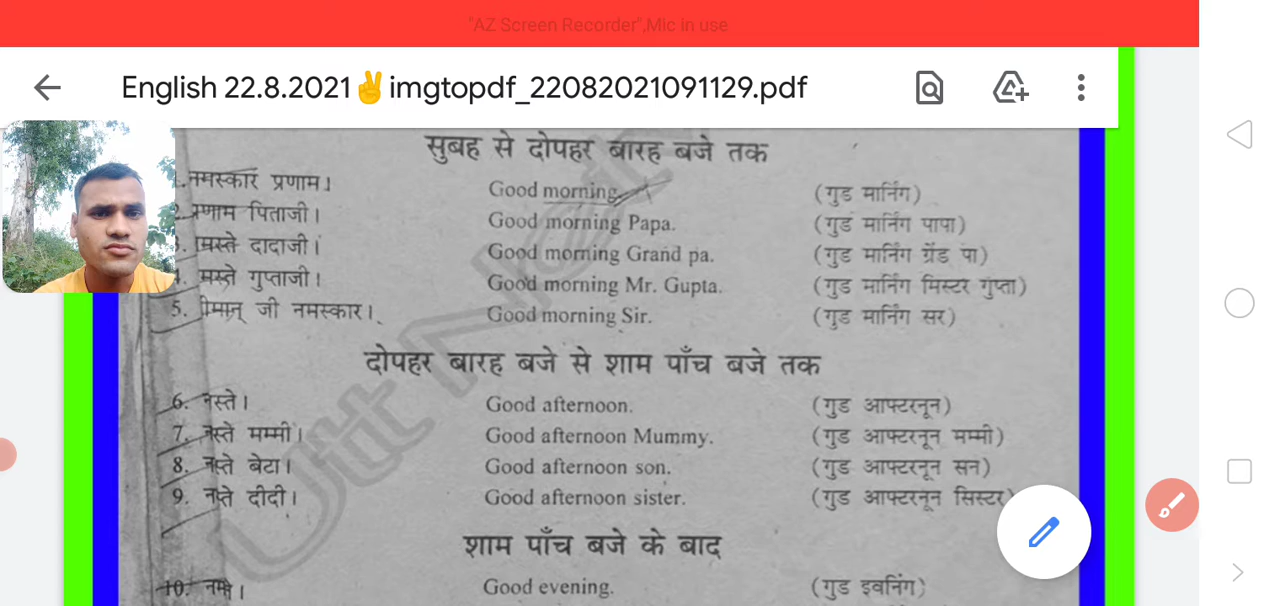 "AZ Screen Recorder",Mic in use
English 22.8.2021✌imgtopdf_22082021091129.pdf
सुबह से दोपहर बारह बजे तक
नमस्कार प्रणाम। Good morning. (गुड मार्निंग)
2. प्रणाम पिताजी। Good morning Papa. (गुड मार्निंग पापा)
दादाजी। Good morning Grand pa. (गुड मार्निंग ग्रेंड पा)
गुप्ताजी। Good morning Mr. Gupta. (गुड मार्निंग मिस्टर गुप्ता)
5. जी नमस्कार। Good morning Sir. (गुड मार्निंग सर)
दोपहर बारह बजे से शाम पाँच बजे तक
6. Good afternoon. (गुड आफ्टरनून)
7. मम्मी। Good afternoon Mummy. (गुड आफ्टरनून मम्मी)
8. बेटा। Good afternoon son. (गुड आफ्टरनून सन)
9. दीदी। Good afternoon sister. (गुड आफ्टरनून सिस्टर)
शाम पाँच बजे के बाद
10. Good evening. (गुड इवनिंग)